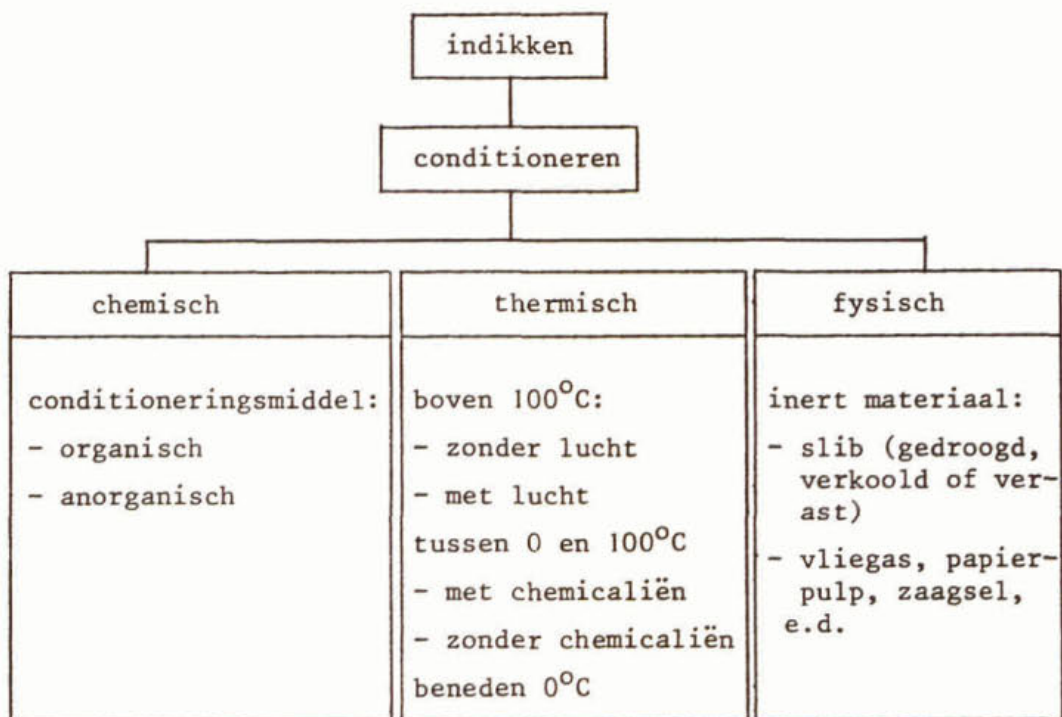 indikken
conditioneren
chemisch
conditioneringsmiddel:
- organisch
- anorganisch
thermisch
boven 100°C:
- zonder lucht
- met lucht
tussen 0 en 100°C
- met chemicaliën
- zonder chemicaliën
beneden 0°C
fysisch
inert materiaal:
- slib (gedroogd,
verkoold of ver-
ast)
- vliegas, papier-
pulp, zaagsel,
e.d.